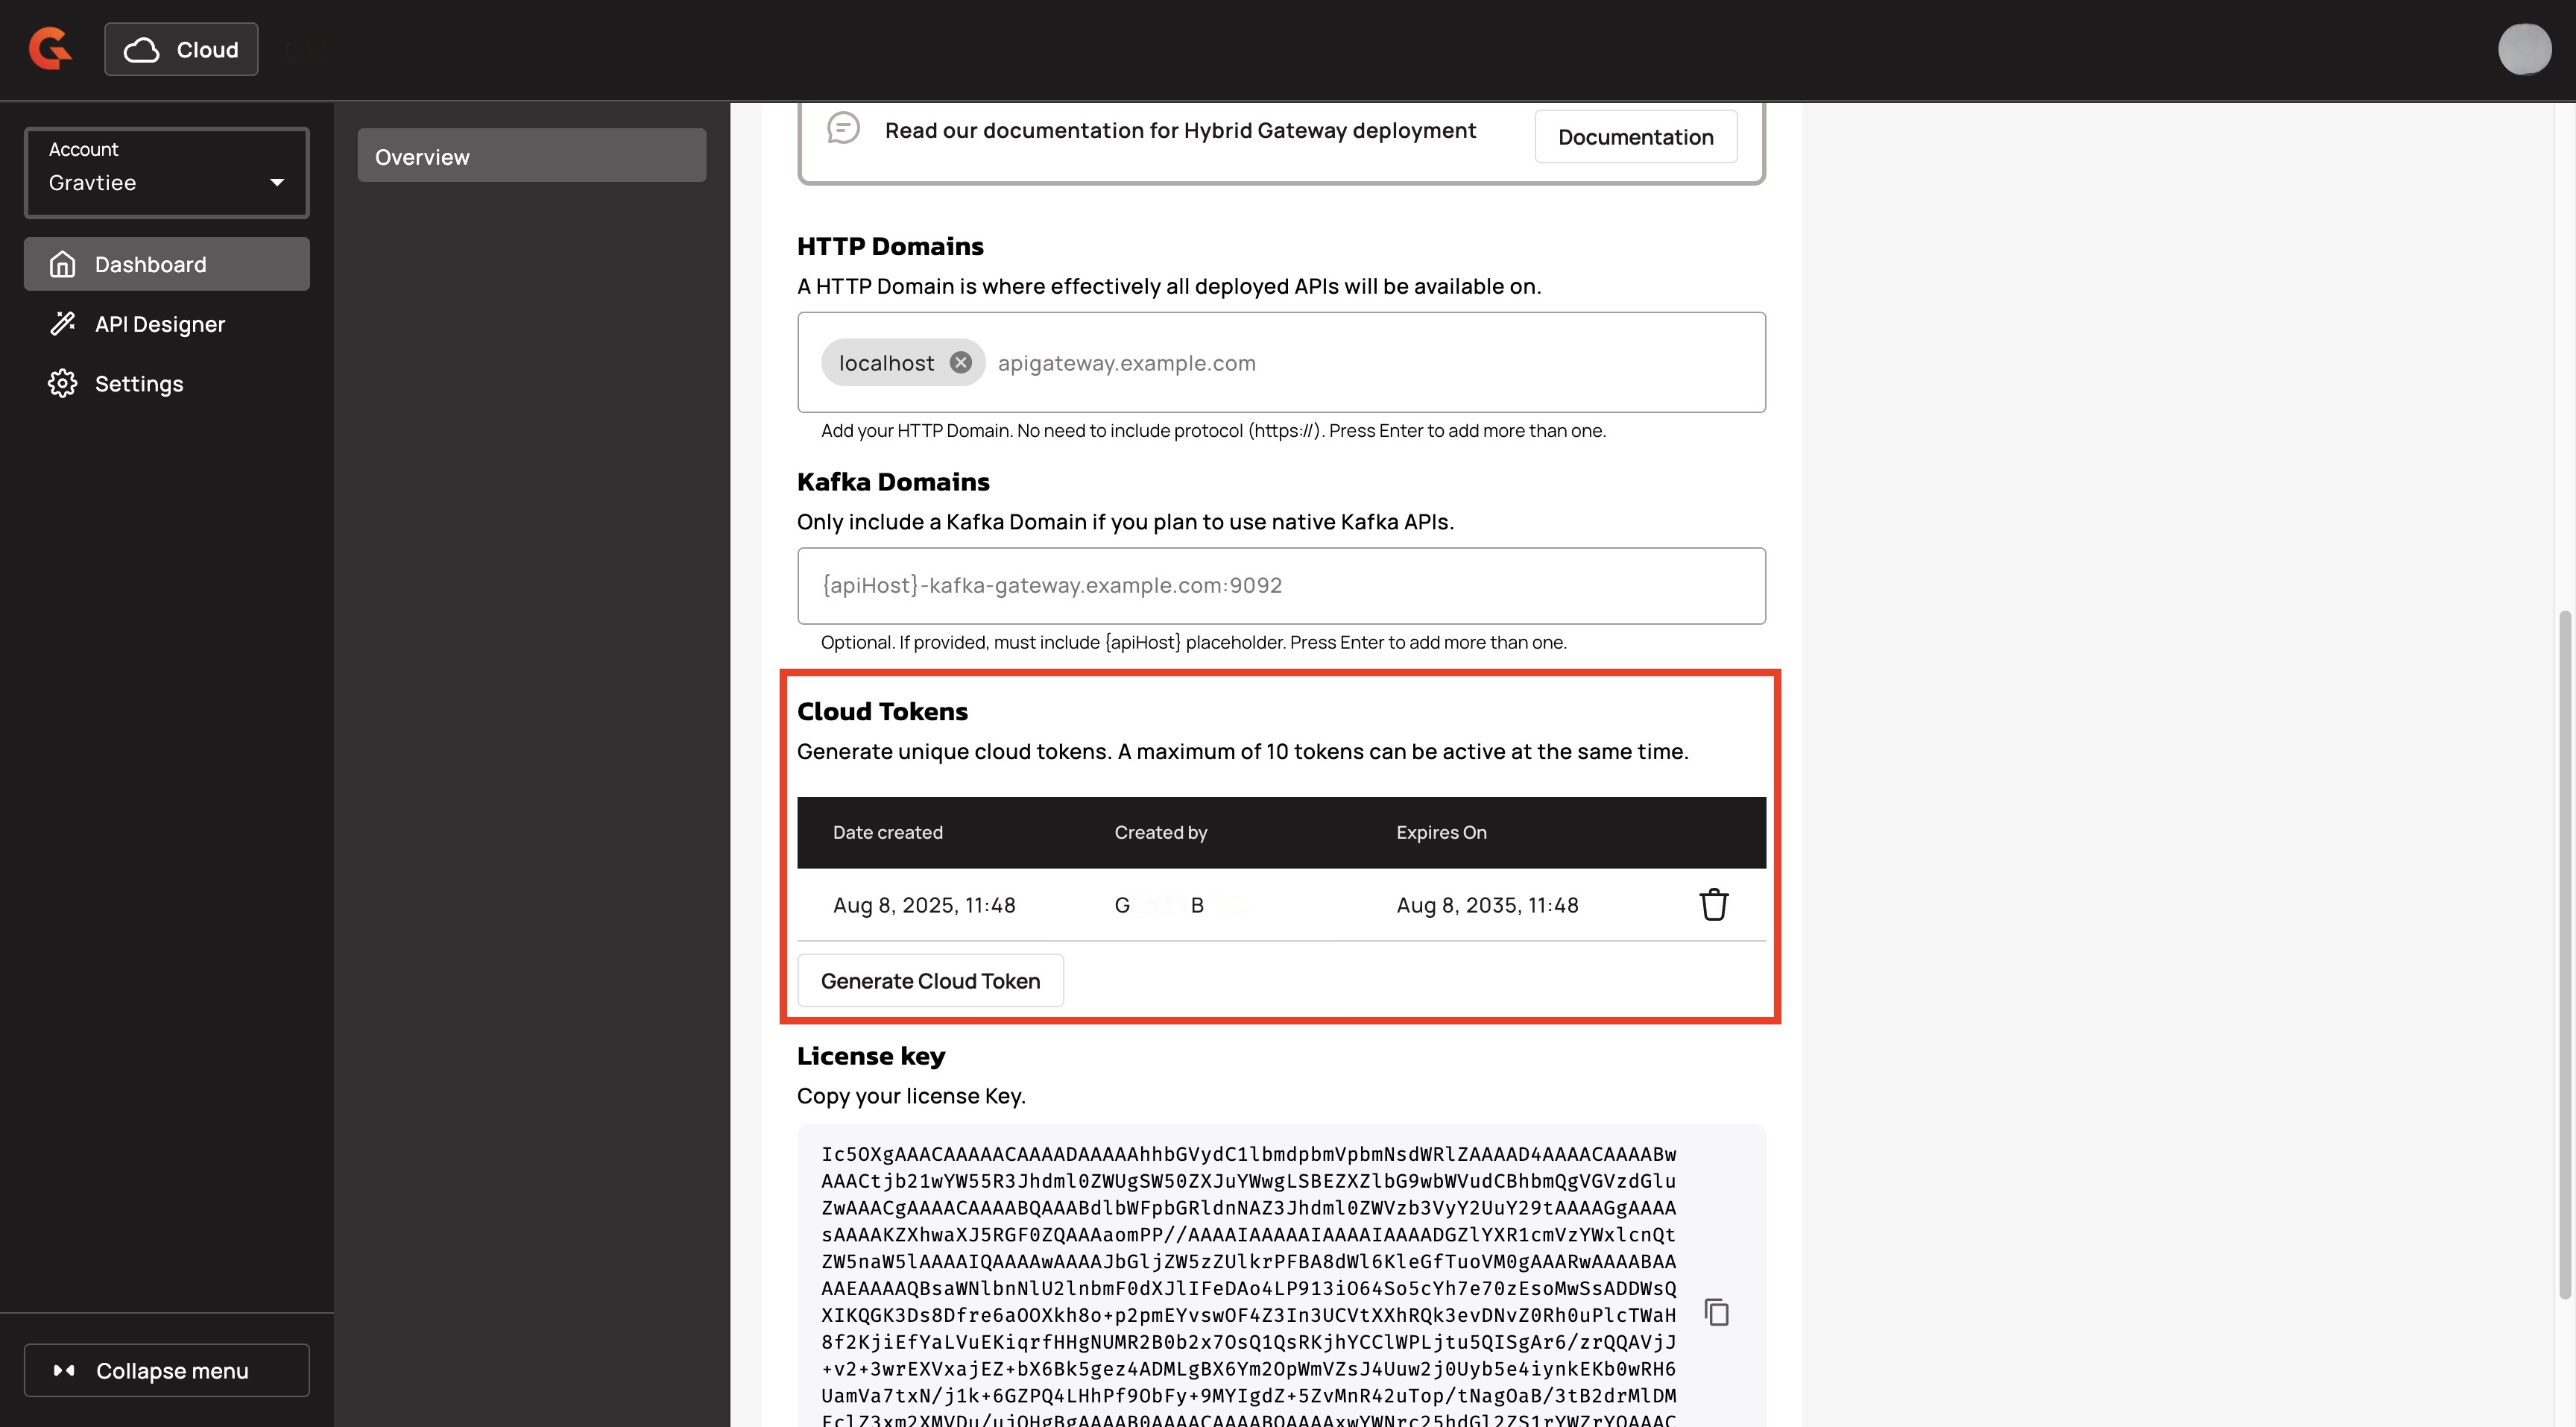 Cloud
Account
Gravtiee
Dashboard
API Designer
Settings
Collapse menu
Overview
Read our documentation for Hybrid Gateway deployment
Documentation
HTTP Domains
A HTTP Domain is where effectively all deployed APIs will be available on.
localhost apigateway.example.com
Add your HTTP Domain. No need to include protocol (https://). Press Enter to add more than one.
Kafka Domains
Only include a Kafka Domain if you plan to use native Kafka APIs.
{apiHost}-kafka-gateway.example.com:9092
Optional. If provided, must include {apiHost} placeholder. Press Enter to add more than one.
Cloud Tokens
Generate unique cloud tokens. A maximum of 10 tokens can be active at the same time.
Date created Created by Expires On
Aug 8, 2025, 11:48 G B Aug 8, 2035, 11:48
Generate Cloud Token
License key
Copy your license Key.
Ic5OXgAAACAAAAACAAAADAAAAAhhbGVydC1lbmdpbmVpbmNsdWRlZAAAAD4AAAACAAAABw
AAACtjb21wYW55R3Jhdml0ZWUgSW50ZXJuYWwgLSBEZXZlbG9wbWVudCBhbmQgVGVzdGlu
ZwAAACgAAAACAAAABQAAABdlbWFpbGRldnNAZ3Jhdml0ZWVzb3VyY2UuY29tAAAAGgAAAA
sAAAAKZXhwaXJ5RGF0ZQAAAaomPP//AAAAIAAAAAIAAAAIAAAADGZlYXR1cmVzYWxlcnQt
ZW5naW5lAAAAIQAAAAwAAAAJbGljZW5zZUlkrPFBA8dWl6KleGfTuoVM0gAAARwAAAABAA
AAEAAAAQBsaWNlbnNlU2lnbmF0dXJlIFeDAo4LP913iO64So5cYh7e70zEsoMwSsADDWsQ
XIKQGK3Ds8Dfre6aOOXkh8o+p2pmEYvswOF4Z3In3UCVtXXhRQk3evDNvZ0Rh0uPlcTWaH
8f2KjiEfYaLVuEKiqrfHHgNUMR2B0b2x7OsQ1QsRKjhYCClWPLjtu5QISgAr6/zrQQAVjJ
+v2+3wrEXVxajEZ+bX6Bk5gez4ADMLgBX6Ym2OpWmVZsJ4Uuw2j0Uyb5e4iynkEKb0wRH6
UamVa7txN/j1k+6GZPQ4LHhPf9ObFy+9MYIgdZ+5ZvMnR42uTop/tNagOaB/3tB2drMlDM